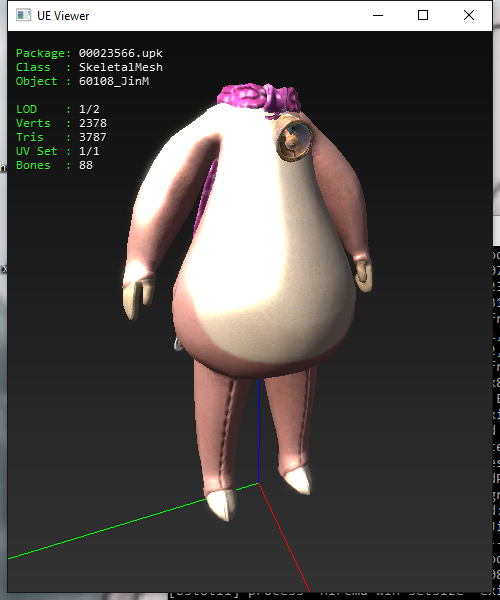 UE Viewer
Package: 00023566.upk
Class : SkeletalMesh
Object : 60108_JinM
LOD : 1/2
Verts : 2378
Tris : 3787
UV Set : 1/1
Bones : 88